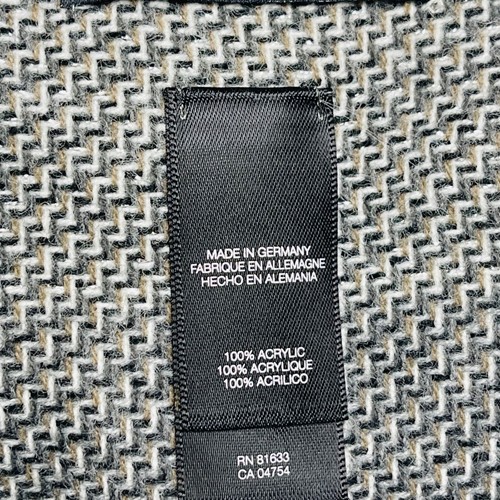 MADE IN GERMANY
FABRIQUE EN ALLEMAGNE
HECHO EN ALEMANIA
100% ACRYLIC
100% ACRYLIQUE
100% ACRILICO
RN 81633
CA 04754